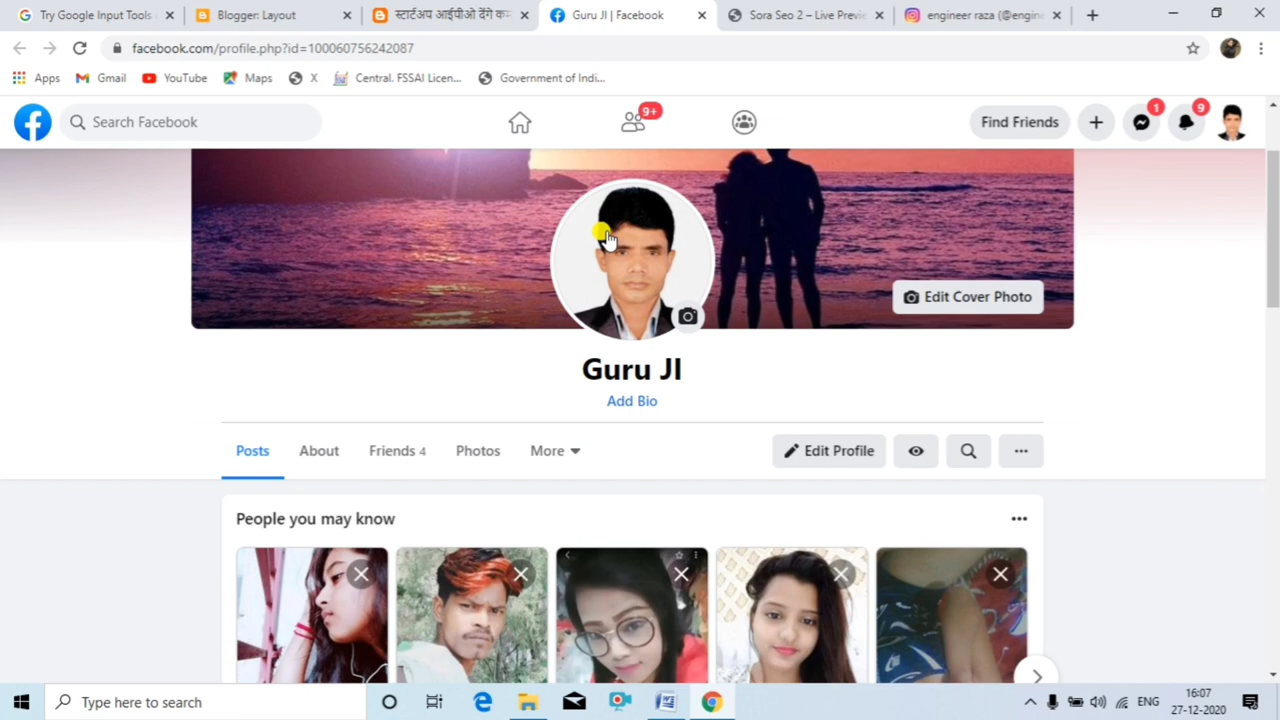 Try Google Input Tools
Blogger: Layout
स्टार्टअप आईपीओ देंगे कम
Guru JI | Facebook
Sora Seo 2 – Live Previe
engineer raza (@engine
facebook.com/profile.php?id=100060756242087
Apps
Gmail
YouTube
Maps
X
Central. FSSAI Licen...
Government of Indi...
Search Facebook
9+
Find Friends
1
9
Edit Cover Photo
Guru JI
Add Bio
Posts
About
Friends 4
Photos
More
Edit Profile
People you may know
Type here to search
ENG
16:07
27-12-2020